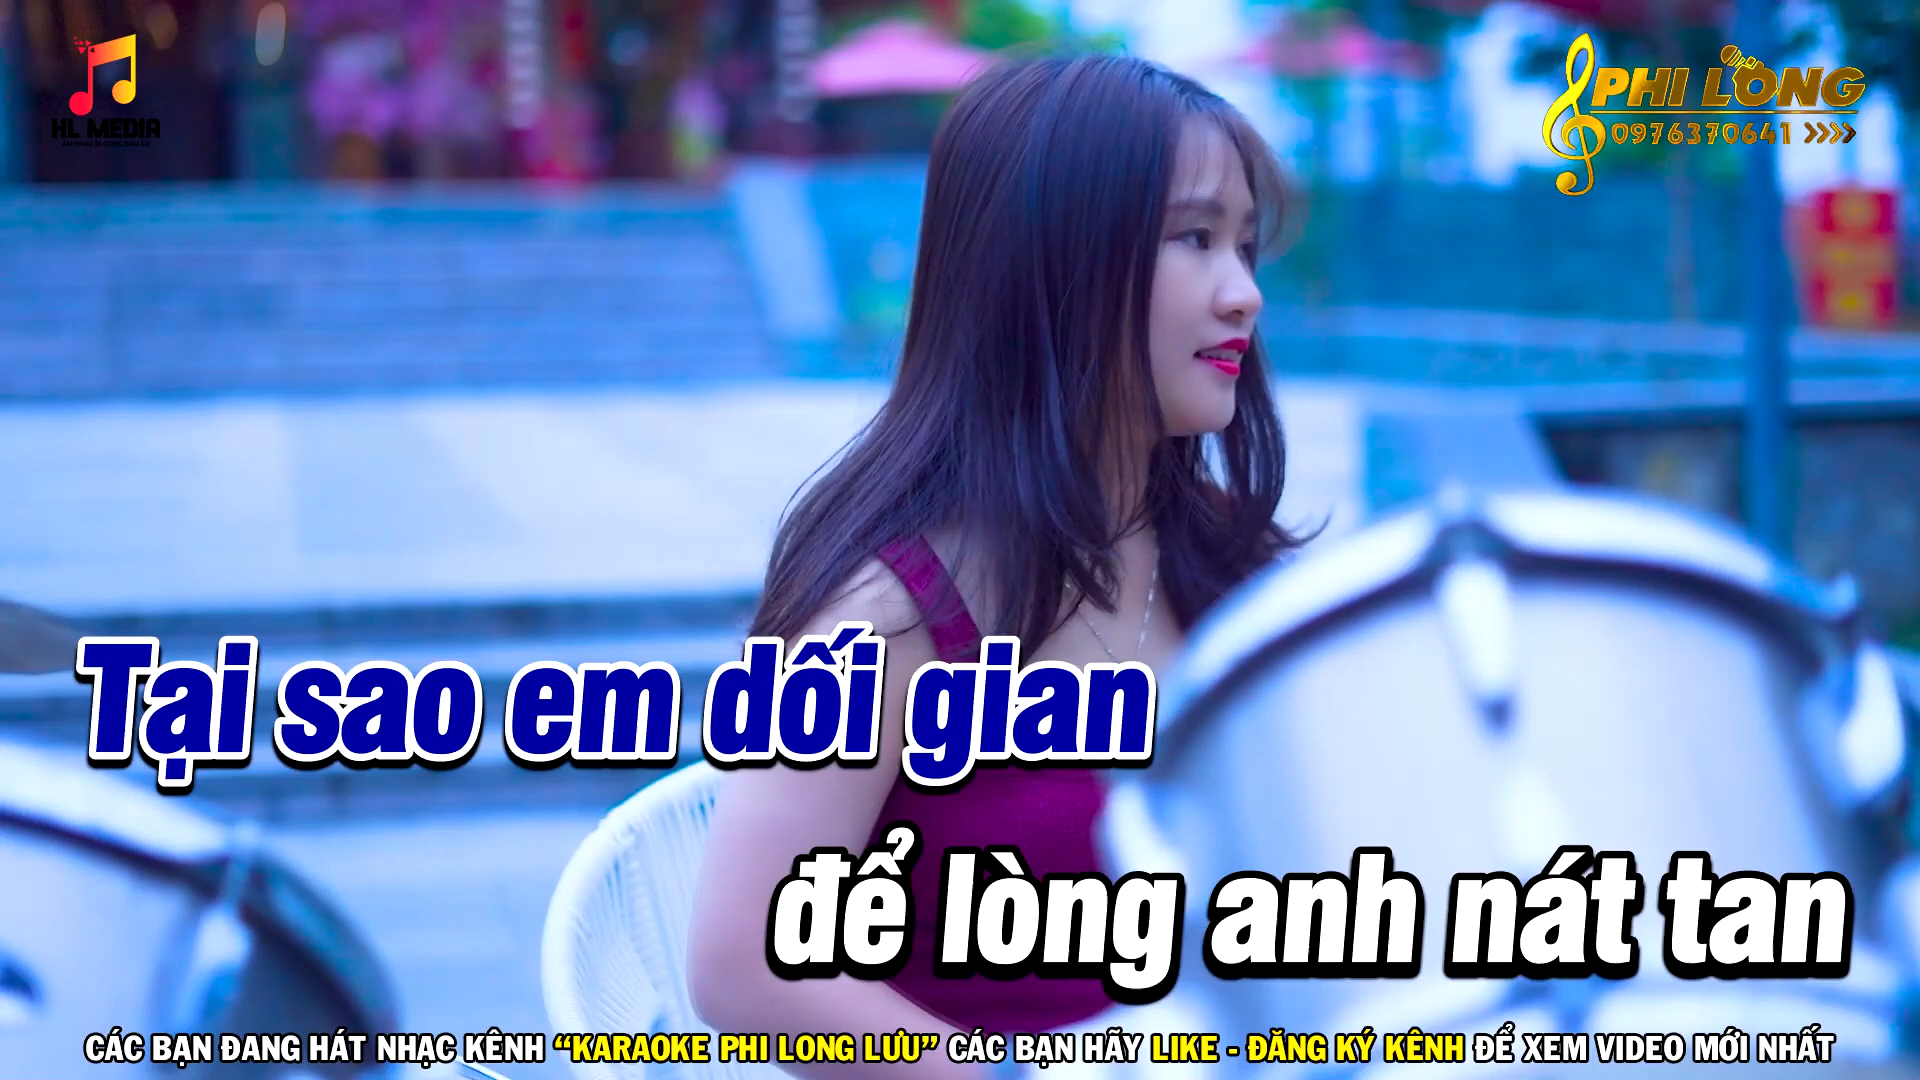 HL MEDIA
PHI LONG
0976370641
Tại sao em dối gian
để lòng anh nát tan
CÁC BẠN ĐANG HÁT NHẠC KÊNH “KARAOKE PHI LONG LƯU” CÁC BẠN HÃY LIKE - ĐĂNG KÝ KÊNH ĐỂ XEM VIDEO MỚI NHẤT